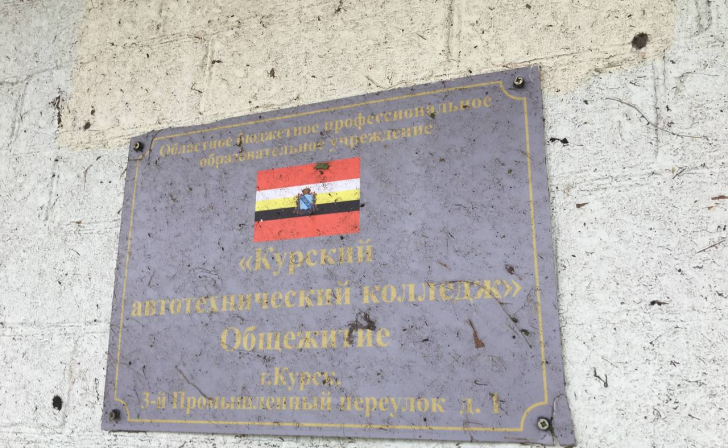 Областное бюджетное профессиональное
образовательное учреждение
«Курский
автотехнический колледж»
Общежитие
г.Курск,
3-й Промышленный переулок д. 1